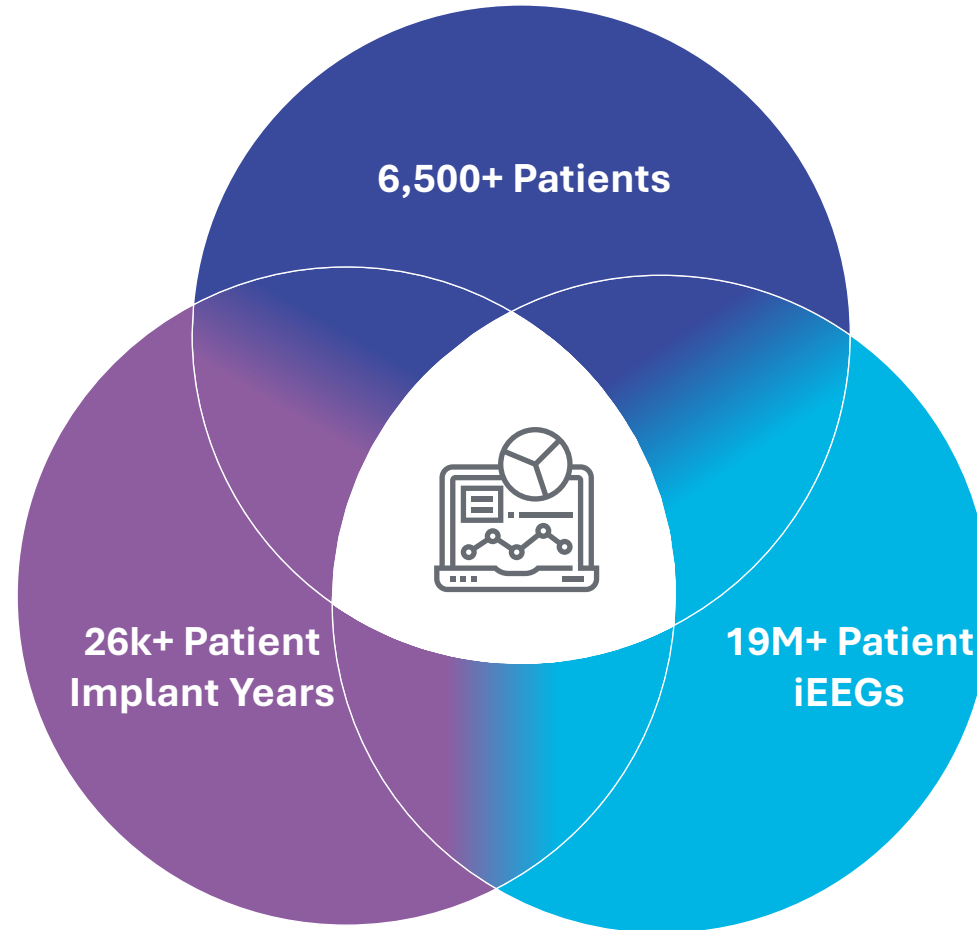 6,500+ Patients
26k+ Patient
Implant Years
19M+ Patient
iEEGs